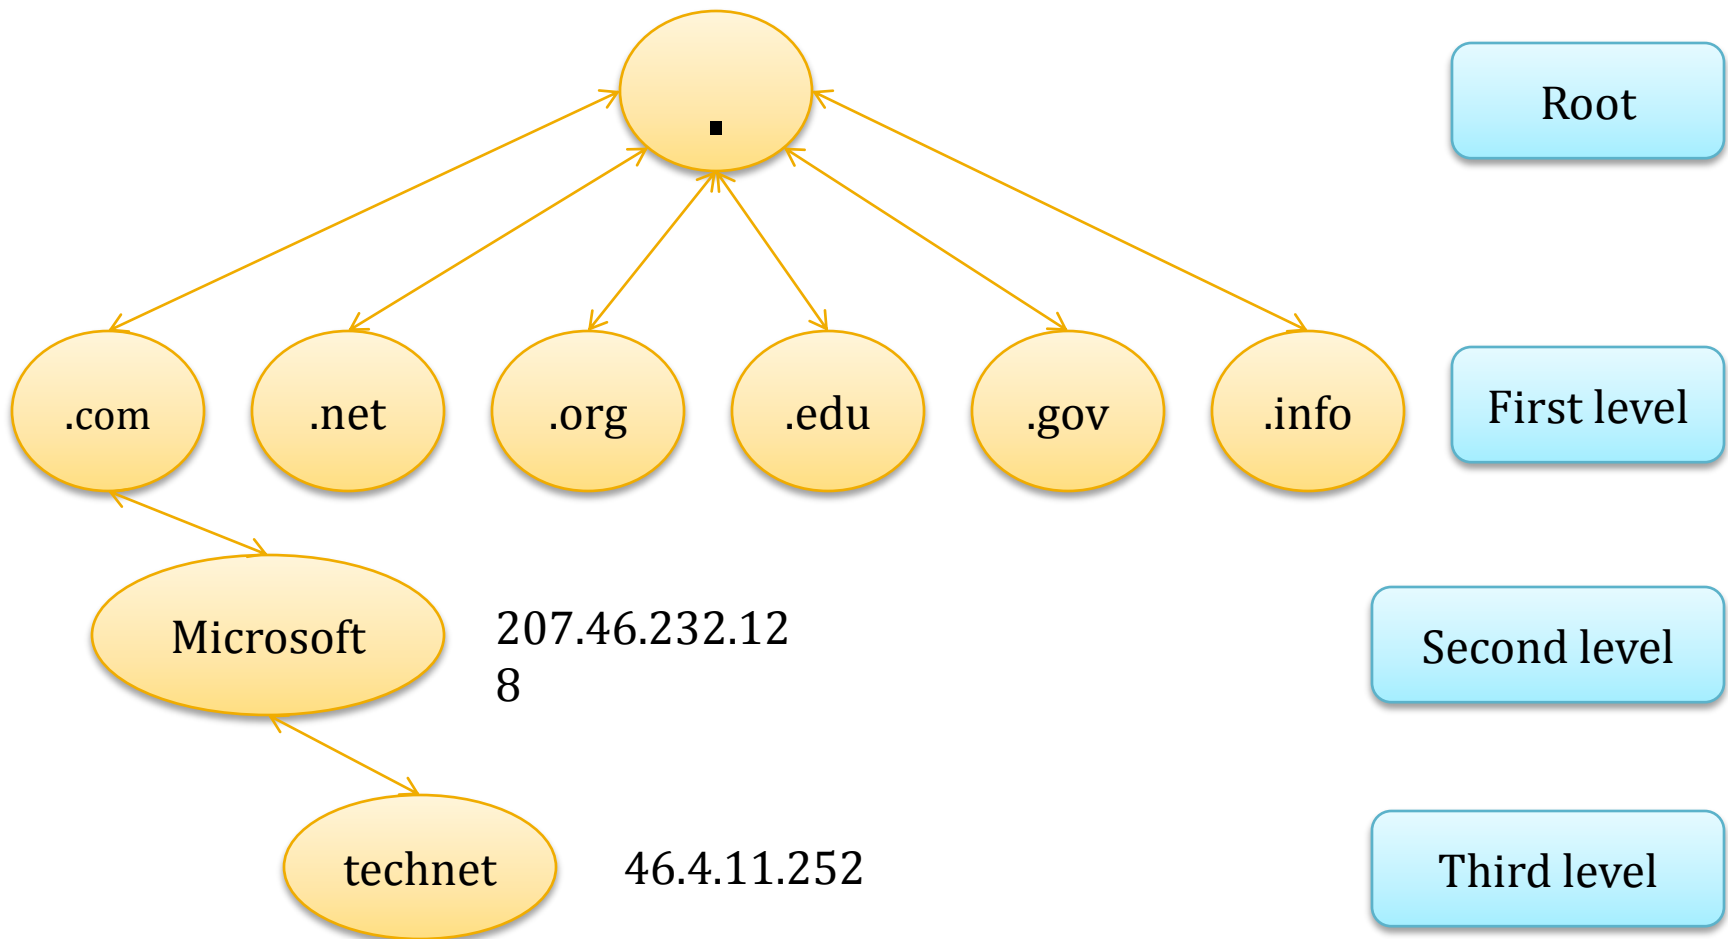 .
Root
.com
.net
.org
.edu
.gov
.info
First level
Microsoft
207.46.232.12
8
Second level
technet
46.4.11.252
Third level